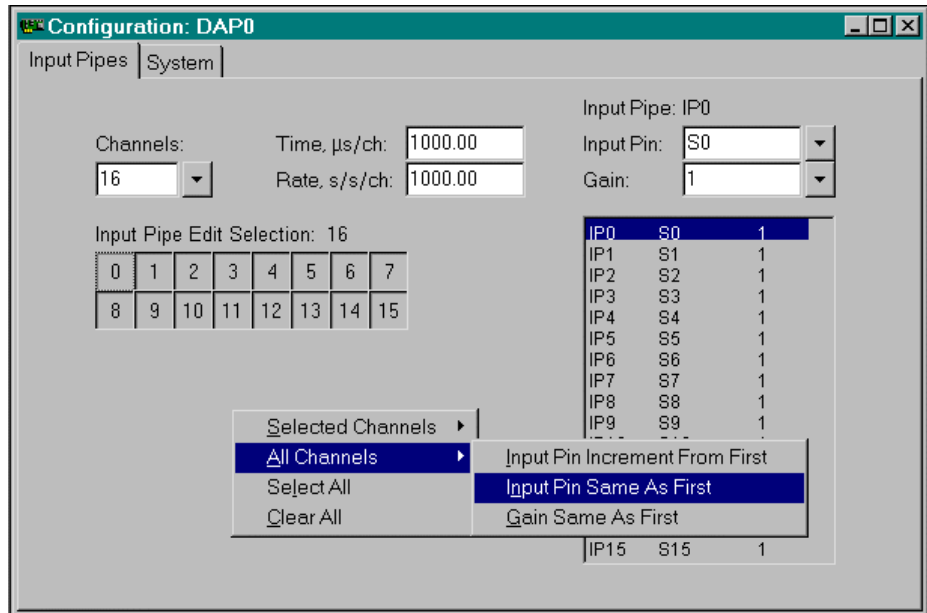 Configuration: DAP0
Input Pipes System
Input Pipe: IP0
Channels: Time, µs/ch: 1000.00 Input Pin: S0
16 Rate, s/s/ch: 1000.00 Gain: 1
Input Pipe Edit Selection: 16
0 1 2 3 4 5 6 7
8 9 10 11 12 13 14 15
IP0 S0 1
IP1 S1 1
IP2 S2 1
IP3 S3 1
IP4 S4 1
IP5 S5 1
IP6 S6 1
IP7 S7 1
IP8 S8 1
IP9 S9 1
Selected Channels
All Channels
Select All
Clear All
Input Pin Increment From First
Input Pin Same As First
Gain Same As First
IP15 S15 1